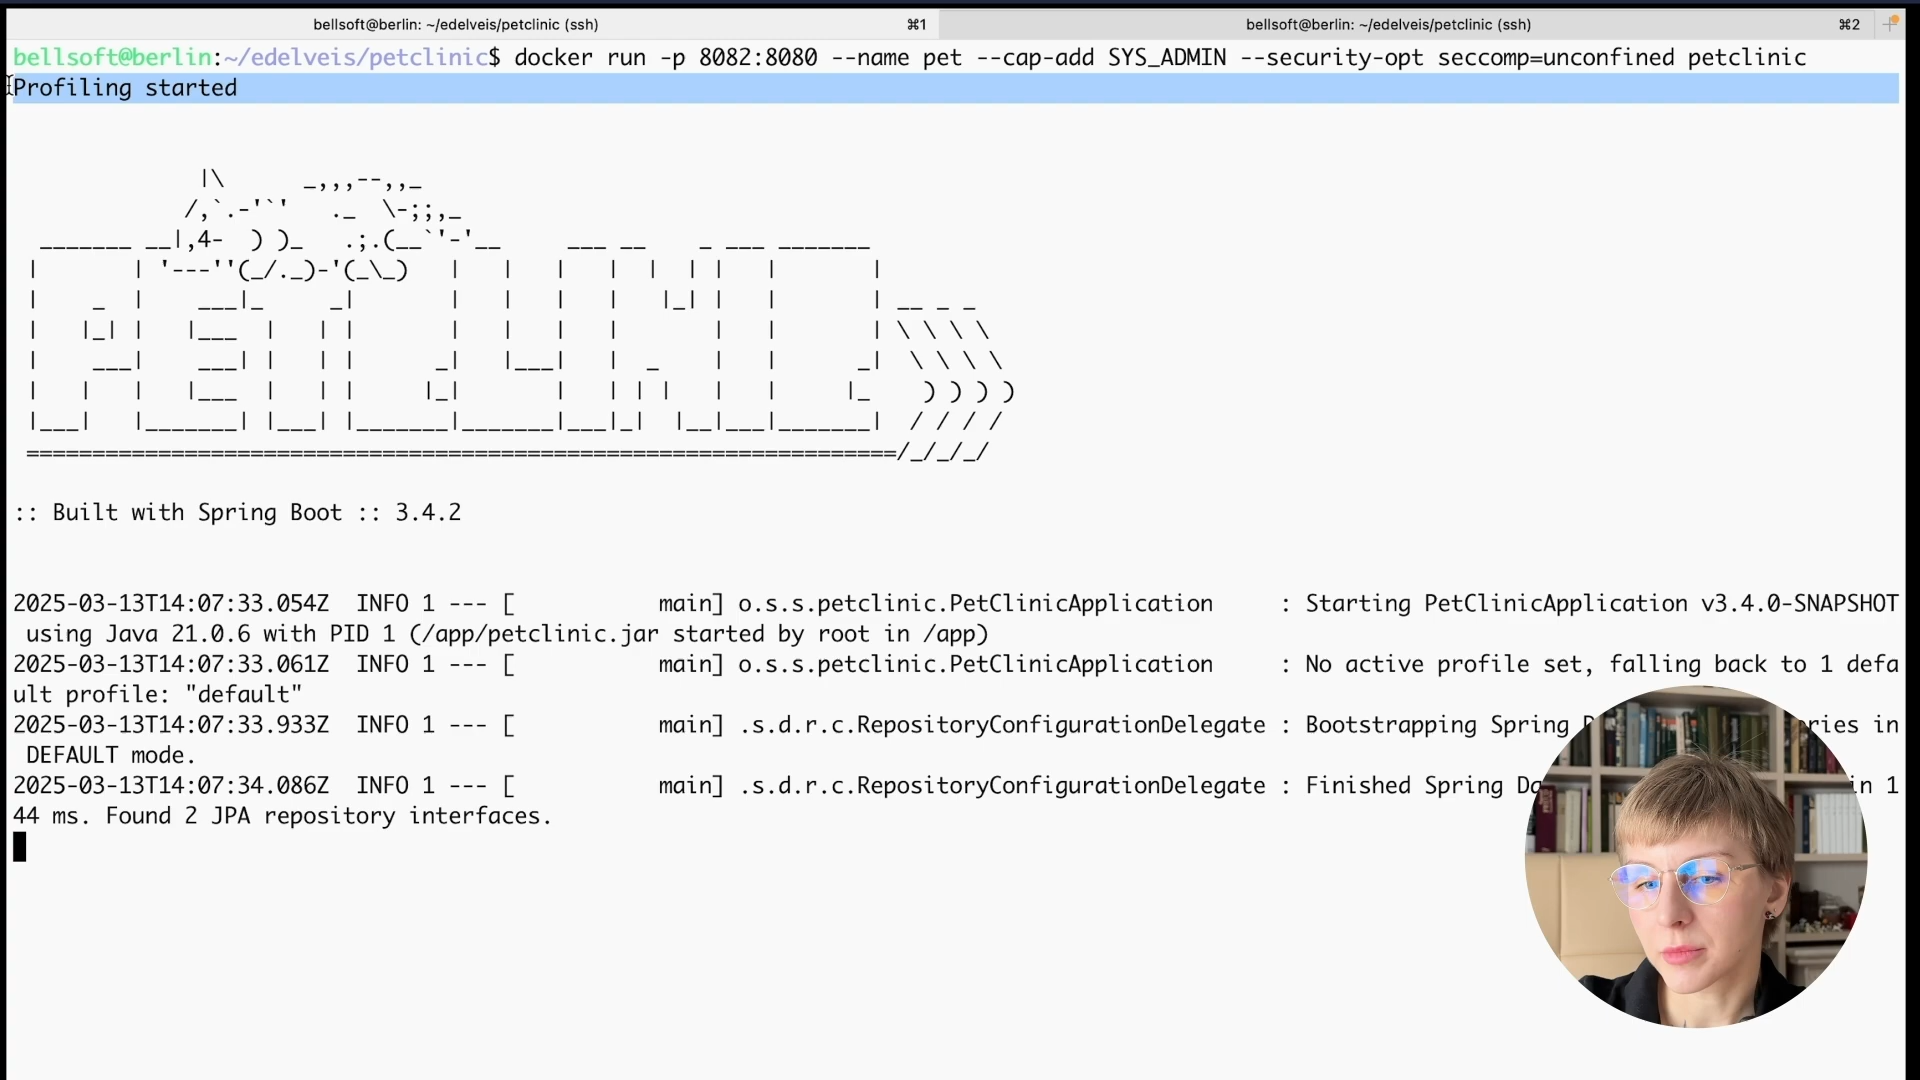 bellsoft@berlin: ~/edelveis/petclinic (ssh) ⌘1 bellsoft@berlin: ~/edelveis/petclinic (ssh) ⌘2
bellsoft@berlin:~/edelveis/petclinic$ docker run -p 8082:8080 --name pet --cap-add SYS_ADMIN --security-opt seccomp=unconfined petclinic
Profiling started
:: Built with Spring Boot :: 3.4.2
2025-03-13T14:07:33.054Z  INFO 1 --- [           main] o.s.s.petclinic.PetClinicApplication     : Starting PetClinicApplication v3.4.0-SNAPSHOT
 using Java 21.0.6 with PID 1 (/app/petclinic.jar started by root in /app)
2025-03-13T14:07:33.061Z  INFO 1 --- [           main] o.s.s.petclinic.PetClinicApplication     : No active profile set, falling back to 1 defa
ult profile: "default"
2025-03-13T14:07:33.933Z  INFO 1 --- [           main] .s.d.r.c.RepositoryConfigurationDelegate : Bootstrapping Spring in
 DEFAULT mode.
2025-03-13T14:07:34.086Z  INFO 1 --- [           main] .s.d.r.c.RepositoryConfigurationDelegate : Finished Spring in 1
44 ms. Found 2 JPA repository interfaces.